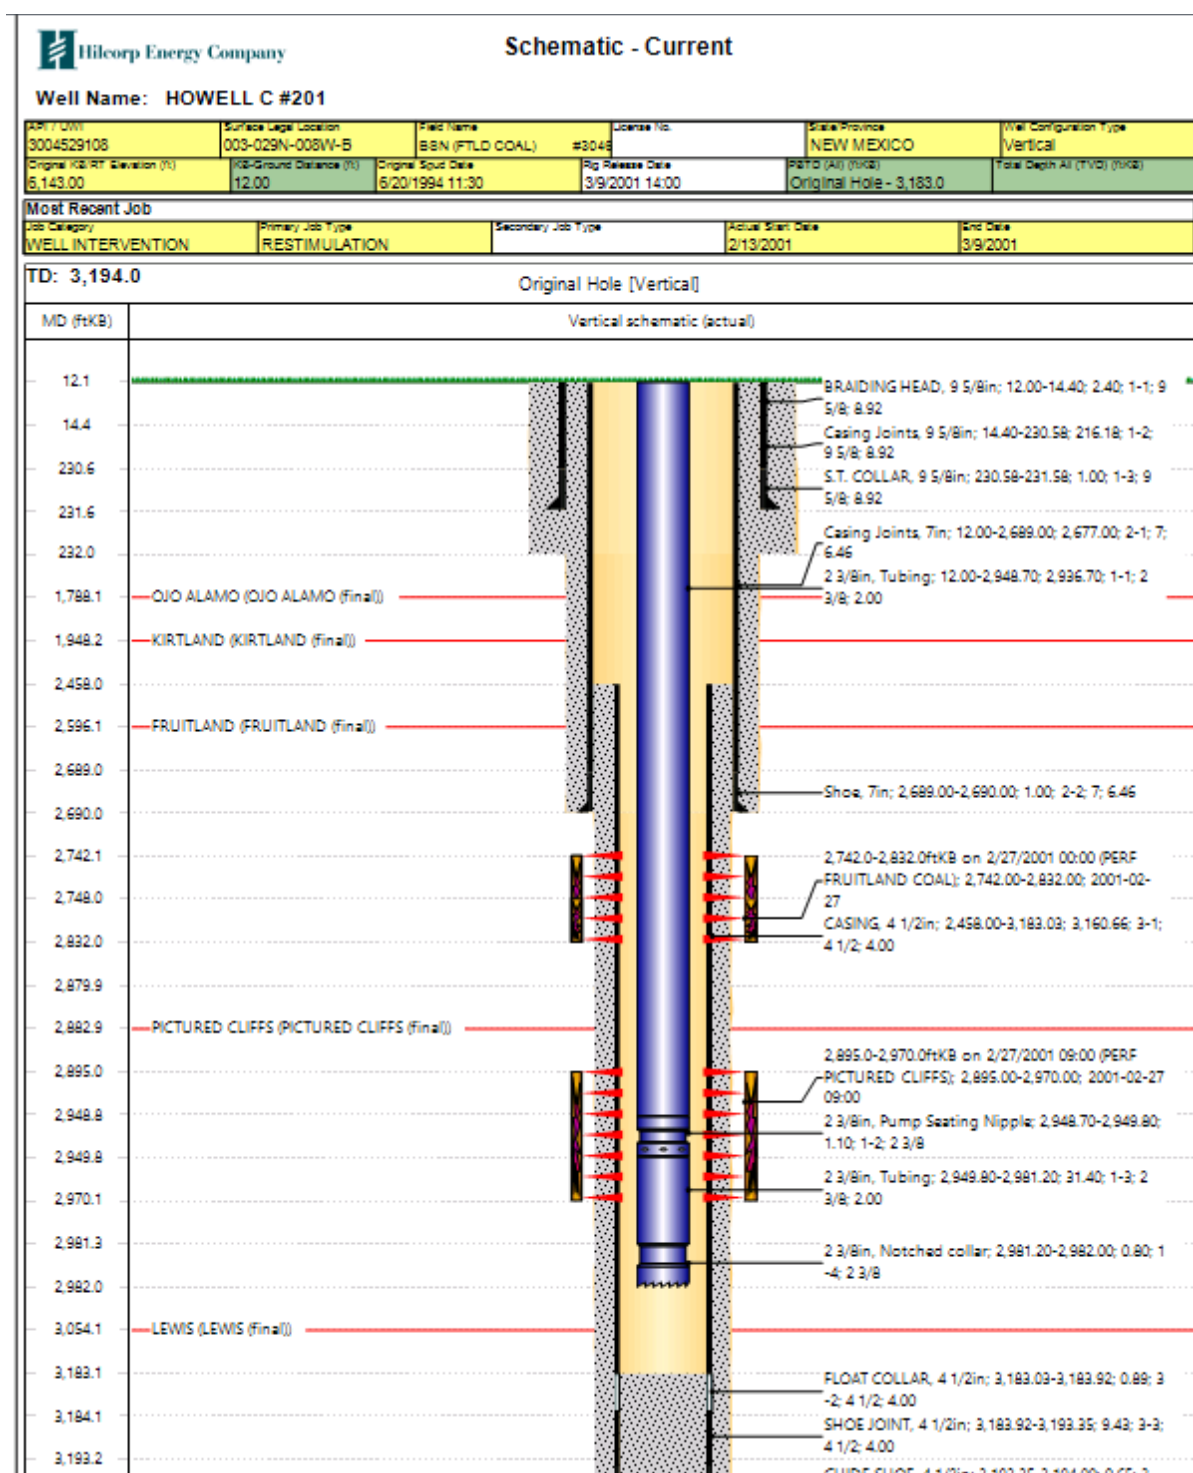 Hilcorp Energy Company
Schematic - Current
Well Name: HOWELL C #201
API / UWI
3004529108
Surface Legal Location
003-029N-008W-B
Field Name
BSN (FTLD COAL) #3046
License No.
State/Province
NEW MEXICO
Well Configuration Type
Vertical
Original KB/RT Elevation (ft)
6,143.00
KB-Ground Distance (ft)
12.00
Original Spud Date
6/20/1994 11:30
Rig Release Date
3/9/2001 14:00
PBTD (All) (ftKB)
Original Hole - 3,183.0
Total Depth All (TVD) (ftKB)
Most Recent Job
Job Category
WELL INTERVENTION
Primary Job Type
RESTIMULATION
Secondary Job Type
Actual Start Date
2/13/2001
End Date
3/9/2001
TD: 3,194.0
Original Hole [Vertical]
MD (ftKB)
Vertical schematic (actual)
12.1
BRAIDING HEAD, 9 5/8in; 12.00-14.40; 2.40; 1-1; 9
5/8; 8.92
14.4
Casing Joints, 9 5/8in; 14.40-230.58; 216.18; 1-2;
9 5/8; 8.92
230.6
S.T. COLLAR, 9 5/8in; 230.58-231.58; 1.00; 1-3; 9
5/8; 8.92
231.6
Casing Joints, 7in; 12.00-2,689.00; 2,677.00; 2-1; 7;
6.46
232.0
2 3/8in, Tubing; 12.00-2,948.70; 2,936.70; 1-1; 2
3/8; 2.00
1,788.1
OJO ALAMO (OJO ALAMO (final))
1,948.2
KIRTLAND (KIRTLAND (final))
2,458.0
2,596.1
FRUITLAND (FRUITLAND (final))
2,689.0
Shoe, 7in; 2,689.00-2,690.00; 1.00; 2-2; 7; 6.46
2,690.0
2,742.1
2,742.0-2,832.0ftKB on 2/27/2001 00:00 (PERF
FRUITLAND COAL); 2,742.00-2,832.00; 2001-02-
27
2,748.0
CASING, 4 1/2in; 2,458.00-3,183.03; 3,160.66; 3-1;
4 1/2; 4.00
2,832.0
2,879.9
2,882.9
PICTURED CLIFFS (PICTURED CLIFFS (final))
2,895.0-2,970.0ftKB on 2/27/2001 09:00 (PERF
PICTURED CLIFFS); 2,895.00-2,970.00; 2001-02-27
09:00
2,895.0
2,948.8
2 3/8in, Pump Seating Nipple; 2,948.70-2,949.80;
1.10; 1-2; 2 3/8
2,949.8
2 3/8in, Tubing; 2,949.80-2,981.20; 31.40; 1-3; 2
3/8; 2.00
2,970.1
2,981.3
2 3/8in, Notched collar; 2,981.20-2,982.00; 0.80; 1
-4; 2 3/8
2,982.0
3,054.1
LEWIS (LEWIS (final))
3,183.1
FLOAT COLLAR, 4 1/2in; 3,183.03-3,183.92; 0.89; 3
-2; 4 1/2; 4.00
3,184.1
SHOE JOINT, 4 1/2in; 3,183.92-3,193.35; 9.43; 3-3;
4 1/2; 4.00
3,193.2
GUIDE SHOE, 4 1/2in; 3,193.35-3,194.00; 0.65; 3